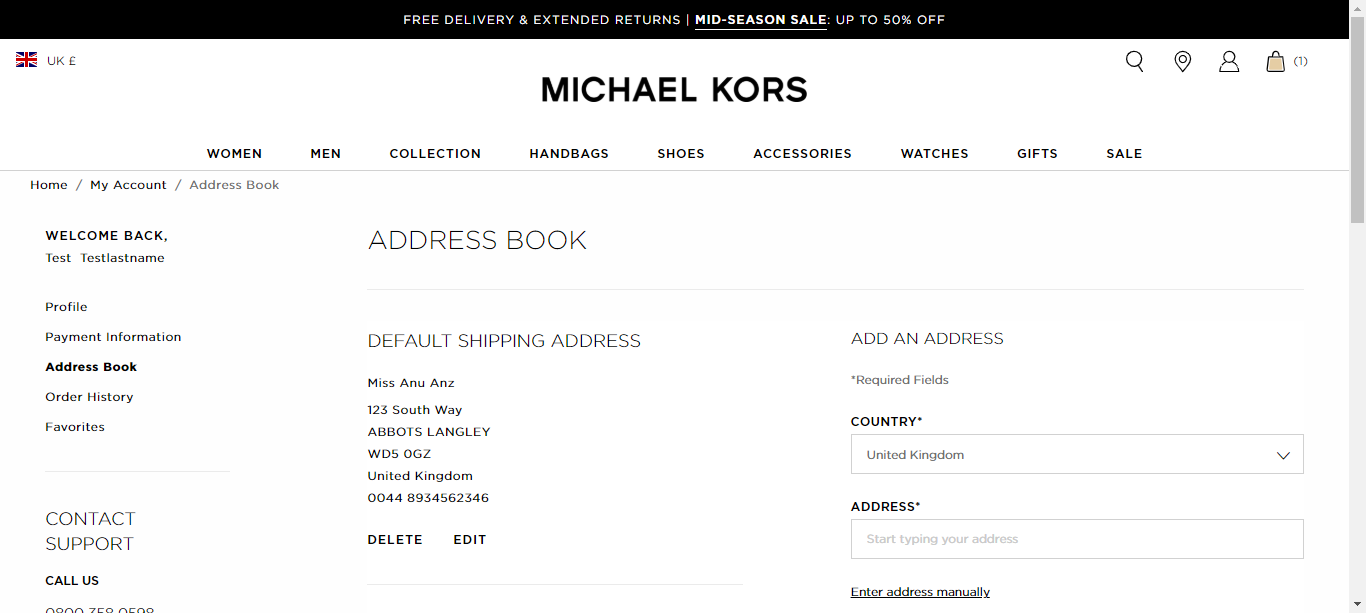 FREE DELIVERY & EXTENDED RETURNS | MID-SEASON SALE: UP TO 50% OFF
UK £
(1)
MICHAEL KORS
WOMEN MEN COLLECTION HANDBAGS SHOES ACCESSORIES WATCHES GIFTS SALE
Home / My Account / Address Book
WELCOME BACK,
Test Testlastname
Profile
Payment Information
Address Book
Order History
Favorites
CONTACT
SUPPORT
CALL US
0800 358 0598
ADDRESS BOOK
DEFAULT SHIPPING ADDRESS
Miss Anu Anz
123 South Way
ABBOTS LANGLEY
WD5 0GZ
United Kingdom
0044 8934562346
DELETE EDIT
ADD AN ADDRESS
*Required Fields
COUNTRY*
United Kingdom
ADDRESS*
Start typing your address
Enter address manually